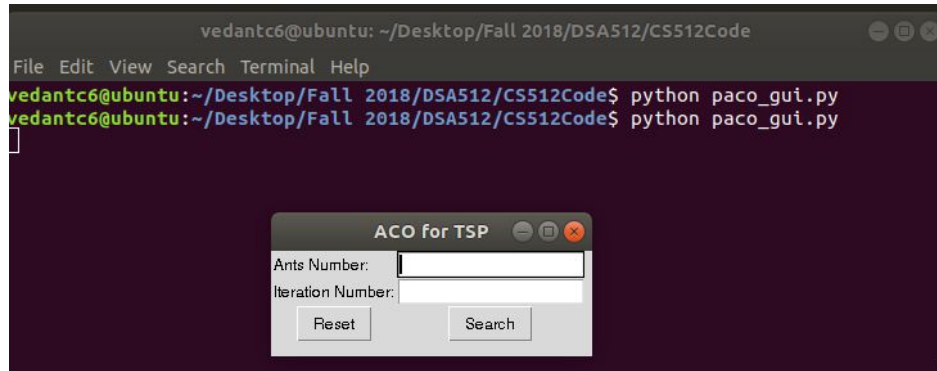 vedantc6@ubuntu: ~/Desktop/Fall 2018/DSA512/CS512Code
File Edit View Search Terminal Help
vedantc6@ubuntu:~/Desktop/Fall 2018/DSA512/CS512Code$ python paco_gui.py
vedantc6@ubuntu:~/Desktop/Fall 2018/DSA512/CS512Code$ python paco_gui.py
ACO for TSP
Ants Number:
Iteration Number:
Reset Search